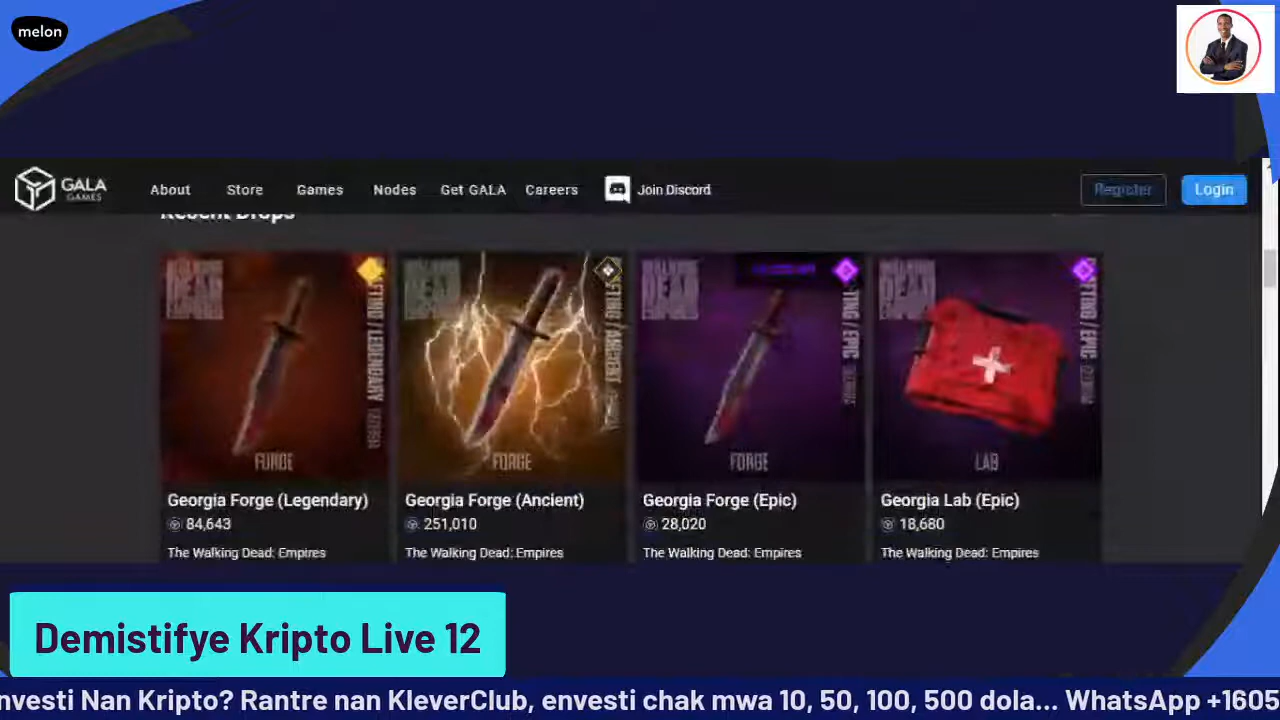 melon
GALA
GAMES
About Store Games Nodes Get GALA Careers Join Discord Register Login
Recent Drops
FORGE FORGE FORGE LAB
Georgia Forge (Legendary) Georgia Forge (Ancient) Georgia Forge (Epic) Georgia Lab (Epic)
84,643 251,010 28,020 18,680
The Walking Dead: Empires The Walking Dead: Empires The Walking Dead: Empires The Walking Dead: Empires
Demistifye Kripto Live 12
nvesti Nan Kripto? Rantre nan KleverClub, envesti chak mwa 10, 50, 100, 500 dola... WhatsApp +1605